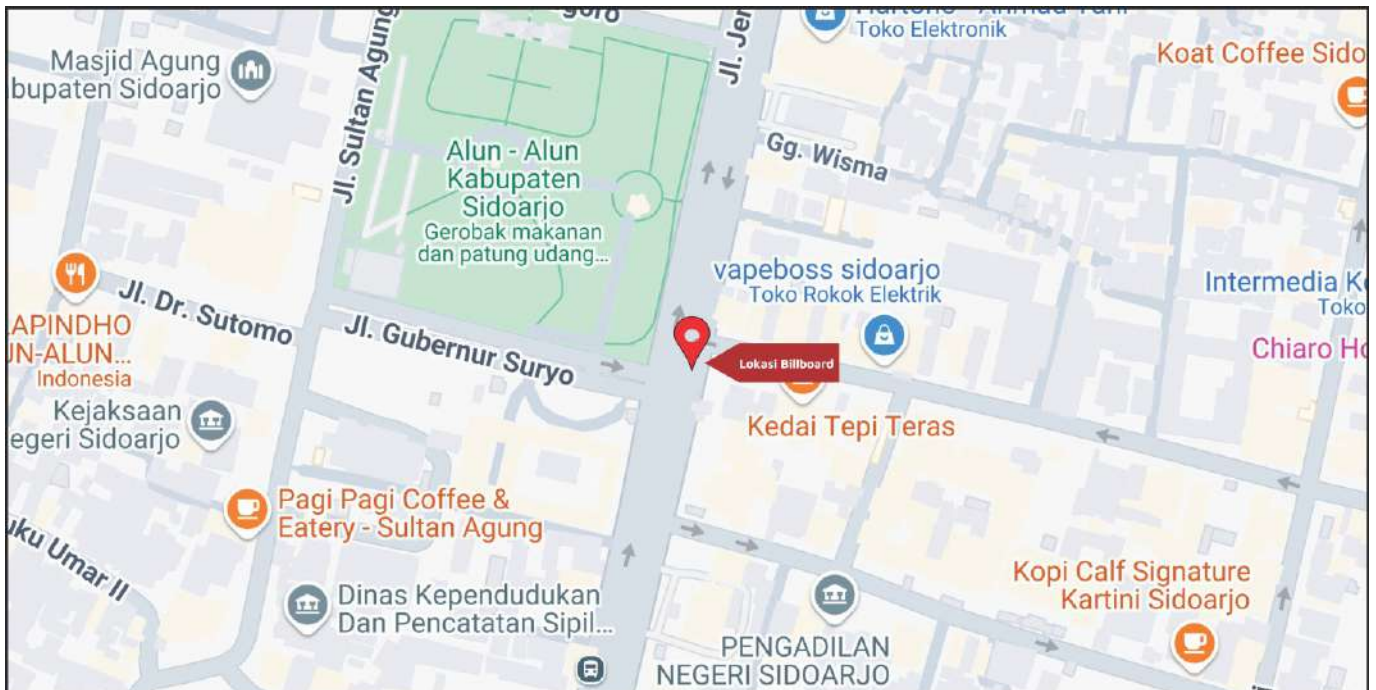 goro
Toko Elektronik
Jl. Jer
Masjid Agung
bupaten Sidoarjo
Jl. Sultan Agung
Koat Coffee Sido
Alun - Alun
Kabupaten
Sidoarjo
Gerobak makanan
dan patung udang...
Gg. Wisma
vapeboss sidoarjo
Toko Rokok Elektrik
Intermedia K
Toko
Chiaro Ho
Jl. Dr. Sutomo
Jl. Gubernur Suryo
Lokasi Billboard
LAPINDHO
UN-ALUN...
Indonesia
Kejaksaan
egeri Sidoarjo
Kedai Tepi Teras
Pagi Pagi Coffee &
Eatery - Sultan Agung
uku Umar II
Dinas Kependudukan
Dan Pencatatan Sipil...
PENGADILAN
NEGERI SIDOARJO
Kopi Calf Signature
Kartini Sidoarjo